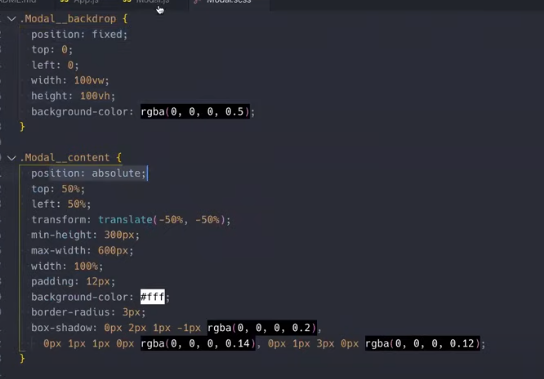 App.js Modal.js Modal.scss
.Modal__backdrop {
position: fixed;
top: 0;
left: 0;
width: 100vw;
height: 100vh;
background-color: rgba(0, 0, 0, 0.5);
}
.Modal__content {
position: absolute;
top: 50%;
left: 50%;
transform: translate(-50%, -50%);
min-height: 300px;
max-width: 600px;
width: 100%;
padding: 12px;
background-color: #fff;
border-radius: 3px;
box-shadow: 0px 2px 1px -1px rgba(0, 0, 0, 0.2),
0px 1px 1px 0px rgba(0, 0, 0, 0.14), 0px 1px 3px 0px rgba(0, 0, 0, 0.12);
}